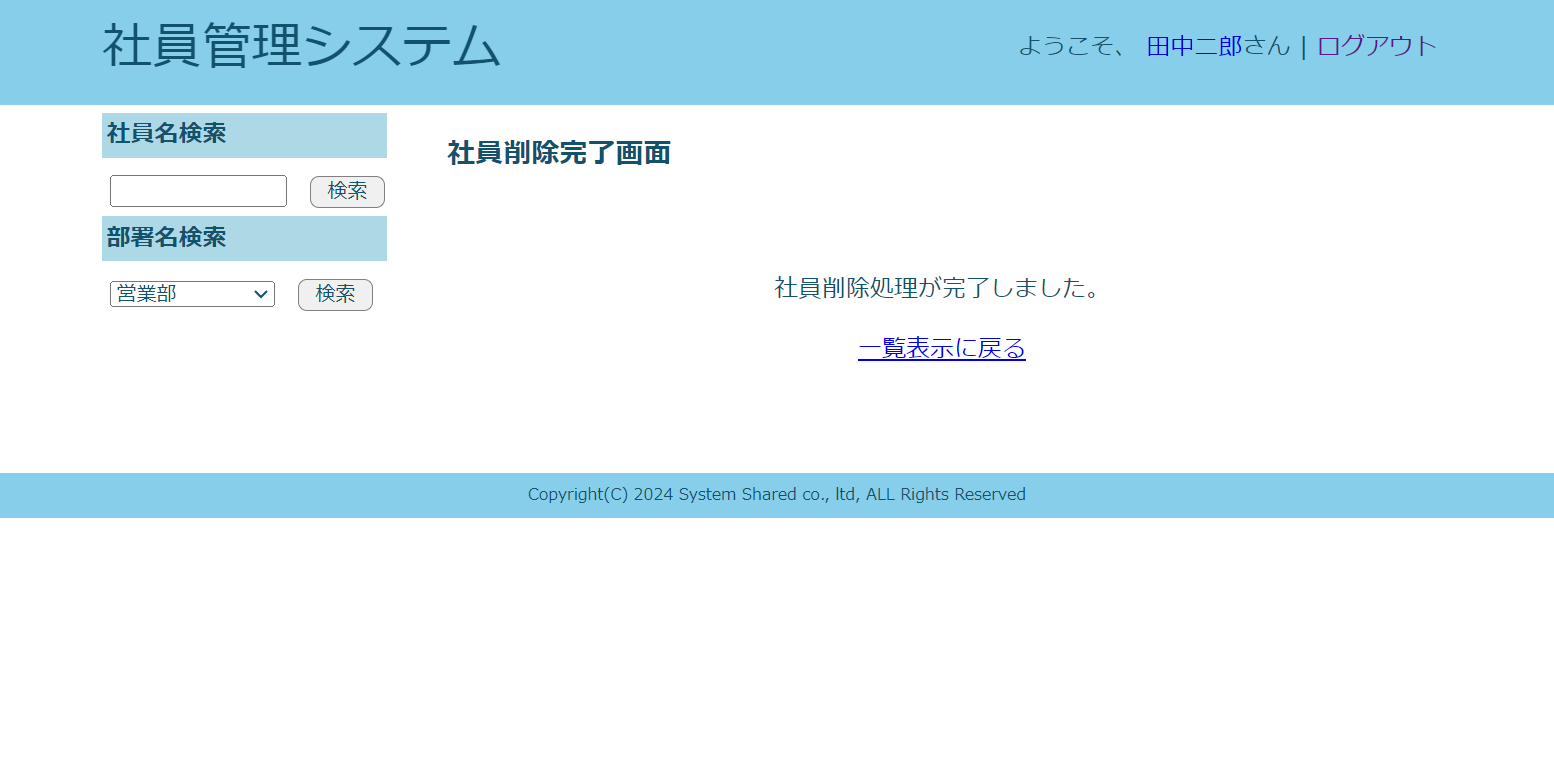 社員管理システム
ようこそ、 田中二郎さん | ログアウト
社員名検索
検索
部署名検索
営業部
検索
社員削除完了画面
社員削除処理が完了しました。
一覧表示に戻る
Copyright(C) 2024 System Shared co., ltd, ALL Rights Reserved